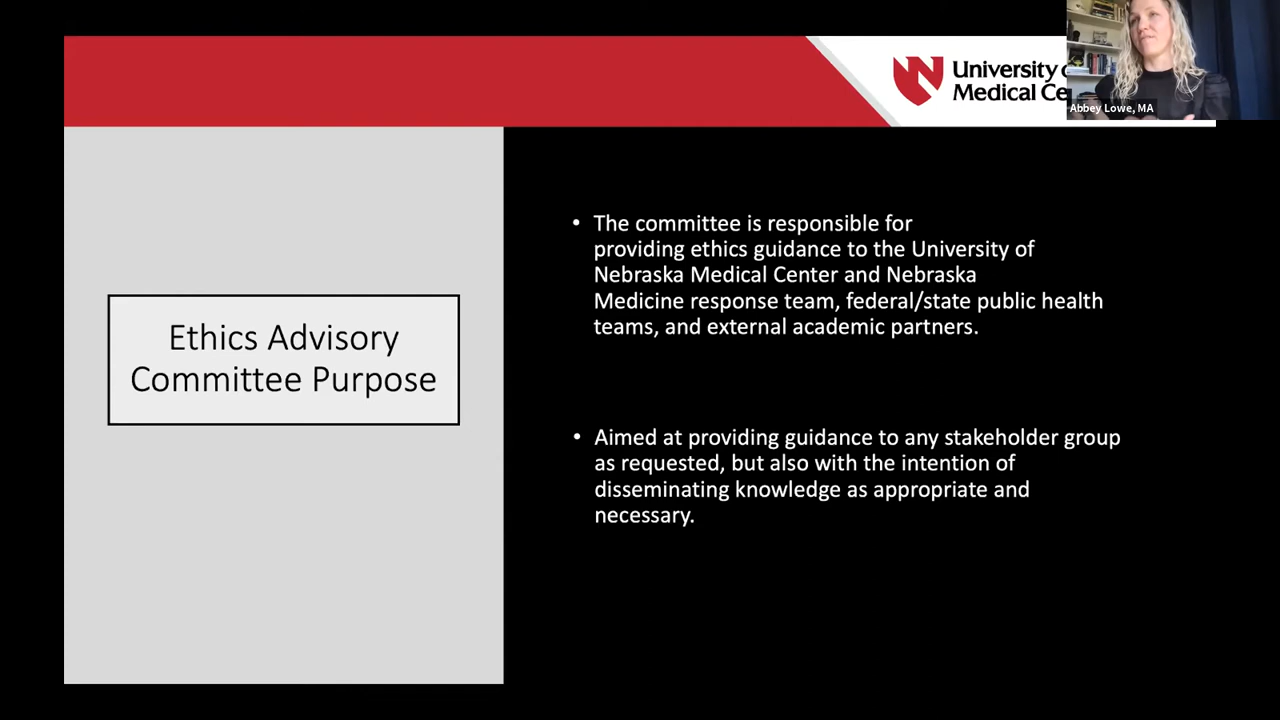 University
Medical
Abbey Lowe, MA
Ethics Advisory
Committee Purpose
• The committee is responsible for
providing ethics guidance to the University of
Nebraska Medical Center and Nebraska
Medicine response team, federal/state public health
teams, and external academic partners.
• Aimed at providing guidance to any stakeholder group
as requested, but also with the intention of
disseminating knowledge as appropriate and
necessary.